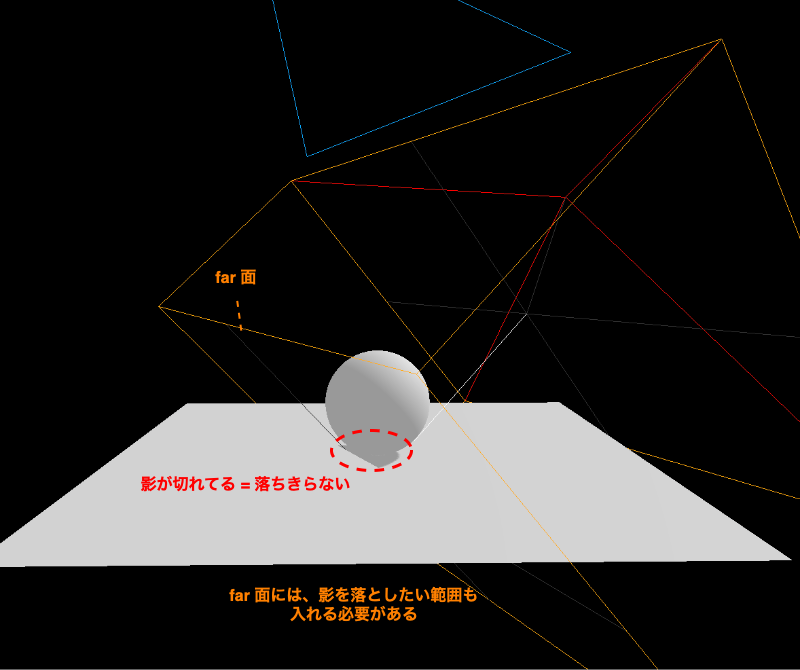 far 面
影が切れてる = 落ちきらない
far 面には、影を落としたい範囲も
入れる必要がある